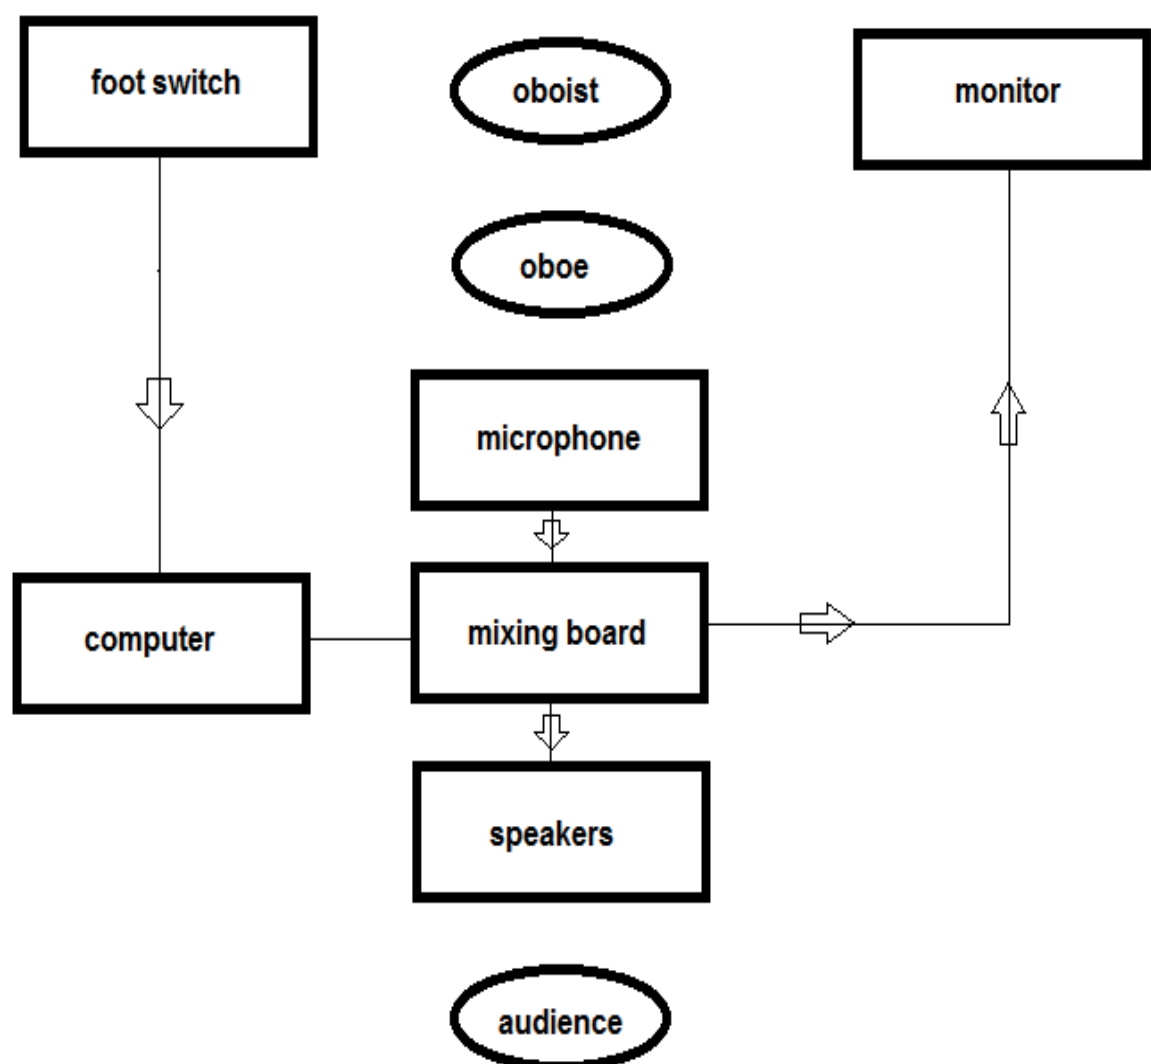 foot switch
oboist
monitor
oboe
microphone
computer
mixing board
speakers
audience